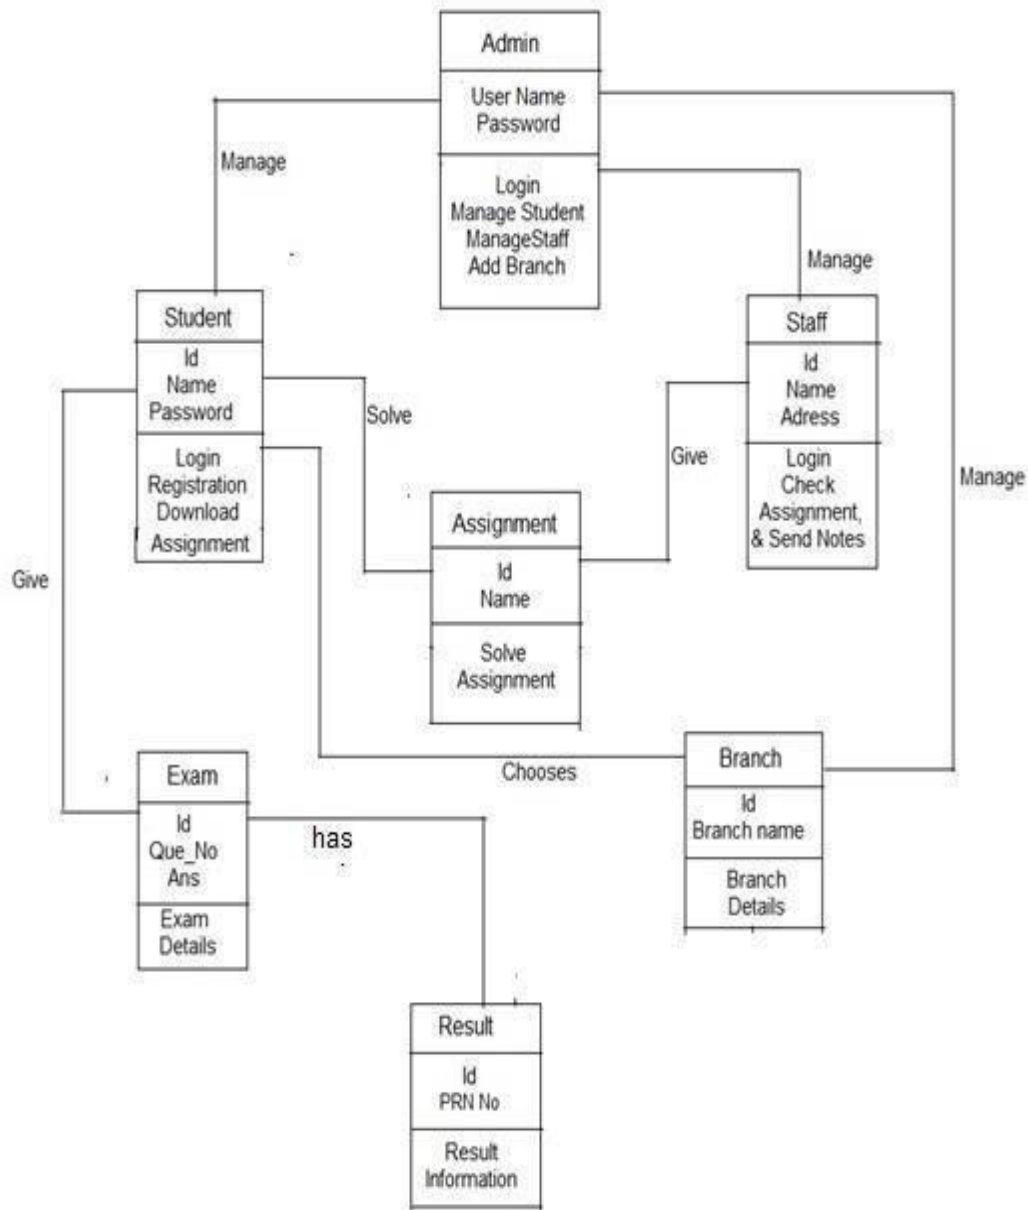 Admin
User Name
Password
Login
Manage Student
ManageStaff
Add Branch
Manage
Manage
Manage
Student
Id
Name
Password
Login
Registration
Download
Assignment
Staff
Id
Name
Adress
Login
Check
Assignment,
& Send Notes
Solve
Give
Assignment
Id
Name
Solve
Assignment
Give
Chooses
Exam
Id
Que_No
Ans
Exam
Details
has
Branch
Id
Branch name
Branch
Details
Result
Id
PRN No
Result
Information